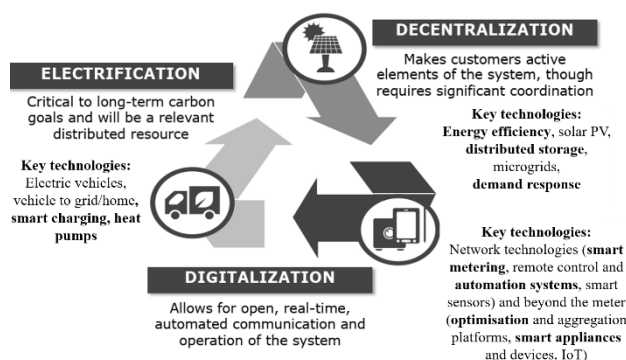 DECENTRALIZATION
Makes customers active
elements of the system, though
requires significant coordination
Key technologies:
Energy efficiency, solar PV,
distributed storage,
microgrids,
demand response
ELECTRIFICATION
Critical to long-term carbon
goals and will be a relevant
distributed resource
Key technologies:
Electric vehicles,
vehicle to grid/home,
smart charging, heat
pumps
DIGITALIZATION
Allows for open, real-time,
automated communication and
operation of the system
Key technologies:
Network technologies (smart
metering, remote control and
automation systems, smart
sensors) and beyond the meter
(optimisation and aggregation
platforms, smart appliances
and devices, IoT)